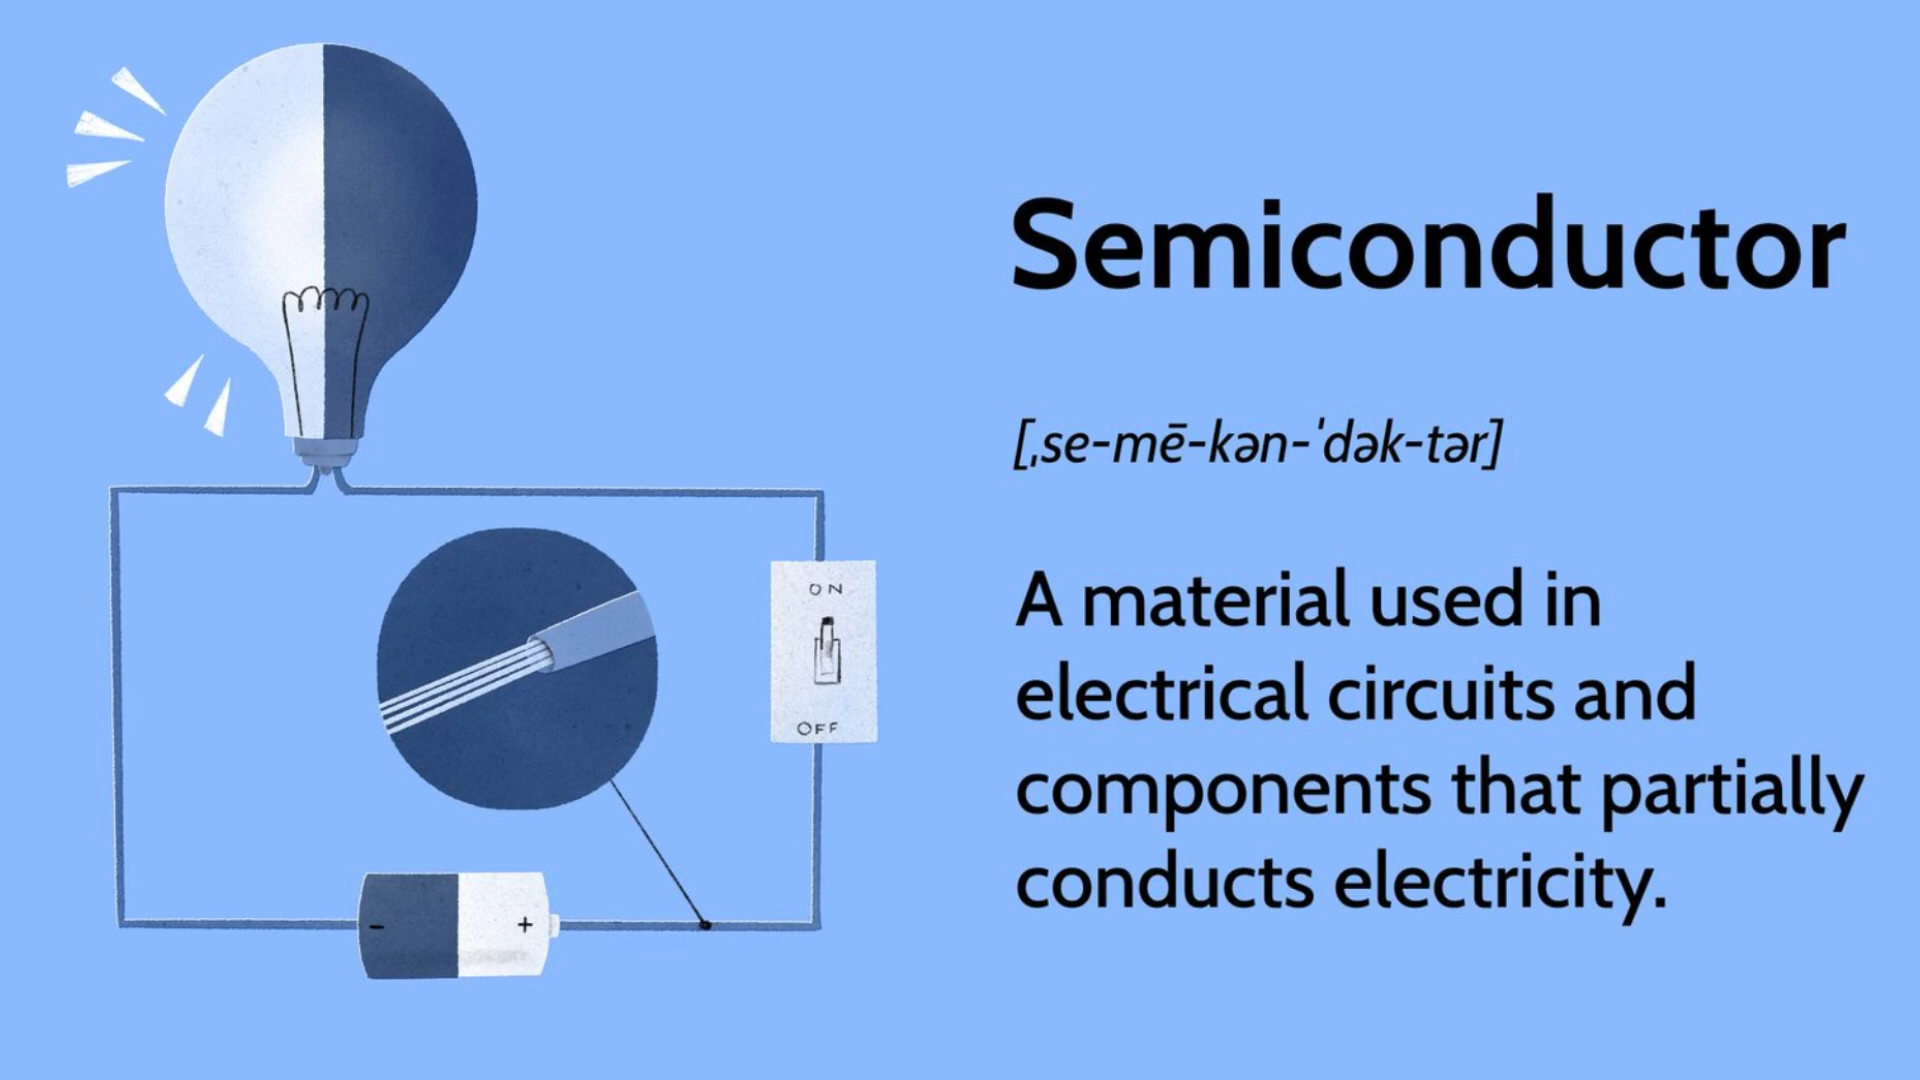 Semiconductor
[ˌse-mē-kən-ˈdək-tər]
A material used in
electrical circuits and
components that partially
conducts electricity.
ON
OFF
- +